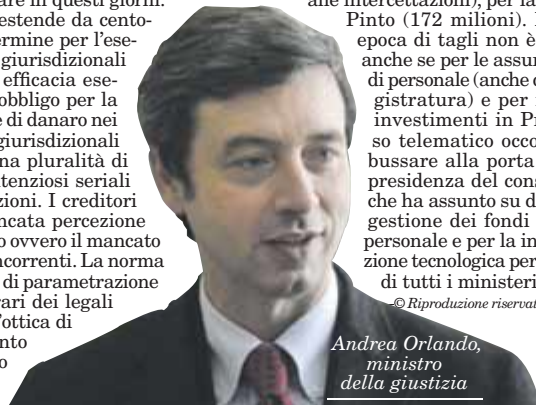 are in questi giorni.
estende da cento-
ermine per l'ese-
giurisdizionali
efficacia ese-
obbligo per la
e di danaro nei
giurisdizionali
na pluralità di
tenziosi seriali
zioni. I creditori
ncata percezione
o ovvero il mancato
ncorrenti. La norma
di parametrazione
rari dei legali
'ottica di
nto
o
alle intercettazioni), per la
Pinto (172 milioni).
epoca di tagli non è
anche se per le assun
di personale (anche d
gistratura) e per
investimenti in Pr
so telematico occo
bussare alla porta
presidenza del cons
che ha assunto su d
gestione dei fondi
personale e per la in
zione tecnologica per
di tutti i ministeri
© Riproduzione riservat
Andrea Orlando,
ministro
della giustizia